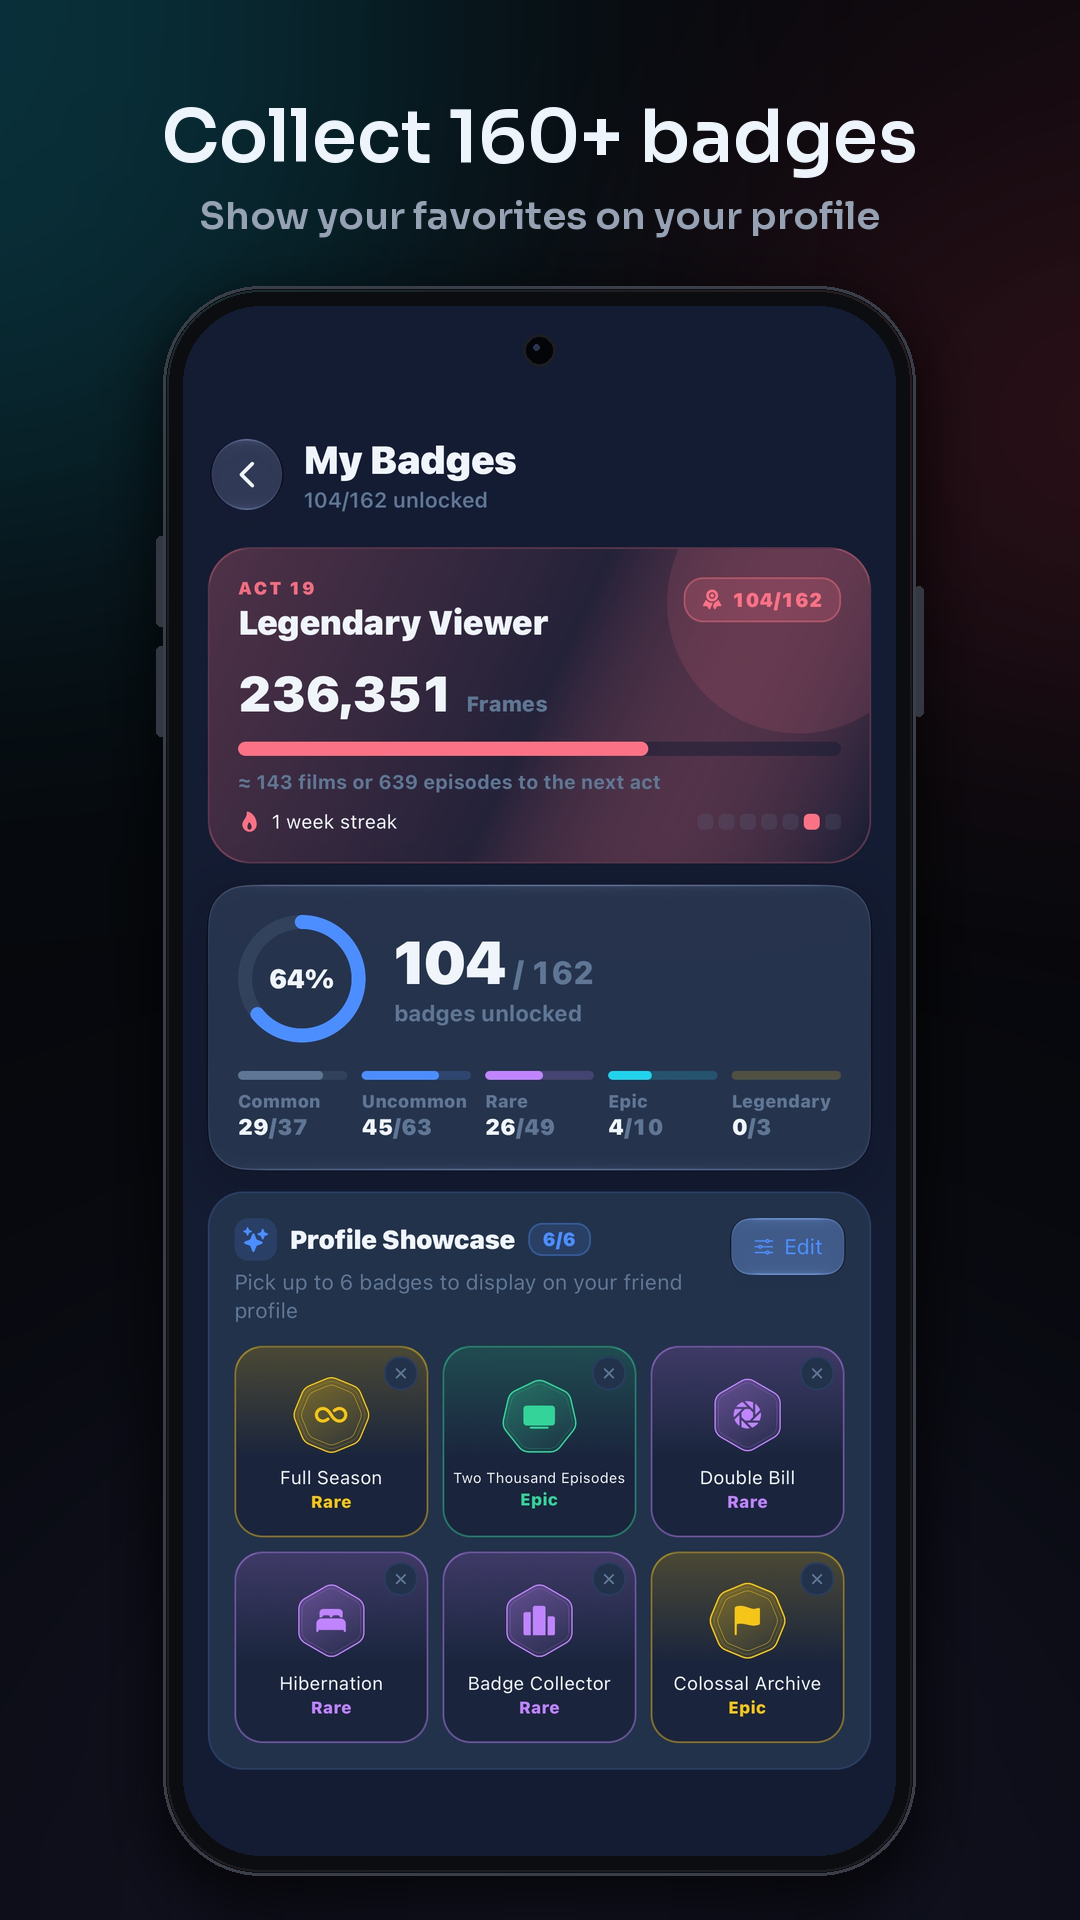 Collect 160+ badges
Show your favorites on your profile
My Badges
104/162 unlocked
ACT 19
104/162
Legendary Viewer
236,351 Frames
≈ 143 films or 639 episodes to the next act
1 week streak
64%
104 / 162
badges unlocked
Common Uncommon Rare Epic Legendary
29/37 45/63 26/49 4/10 0/3
Profile Showcase 6/6
Edit
Pick up to 6 badges to display on your friend
profile
Full Season
Rare
Two Thousand Episodes
Epic
Double Bill
Rare
Hibernation
Rare
Badge Collector
Rare
Colossal Archive
Epic